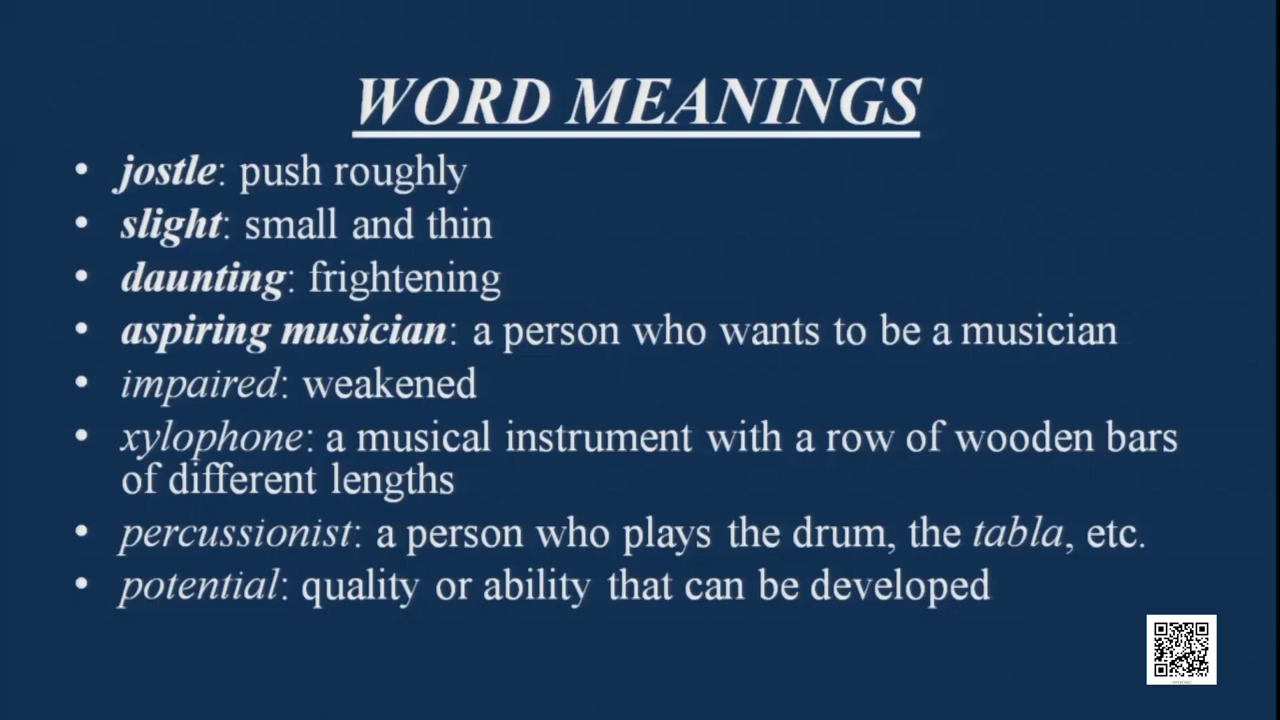 WORD MEANINGS
• jostle: push roughly
• slight: small and thin
• daunting: frightening
• aspiring musician: a person who wants to be a musician
• impaired: weakened
• xylophone: a musical instrument with a row of wooden bars
of different lengths
• percussionist: a person who plays the drum, the tabla, etc.
• potential: quality or ability that can be developed